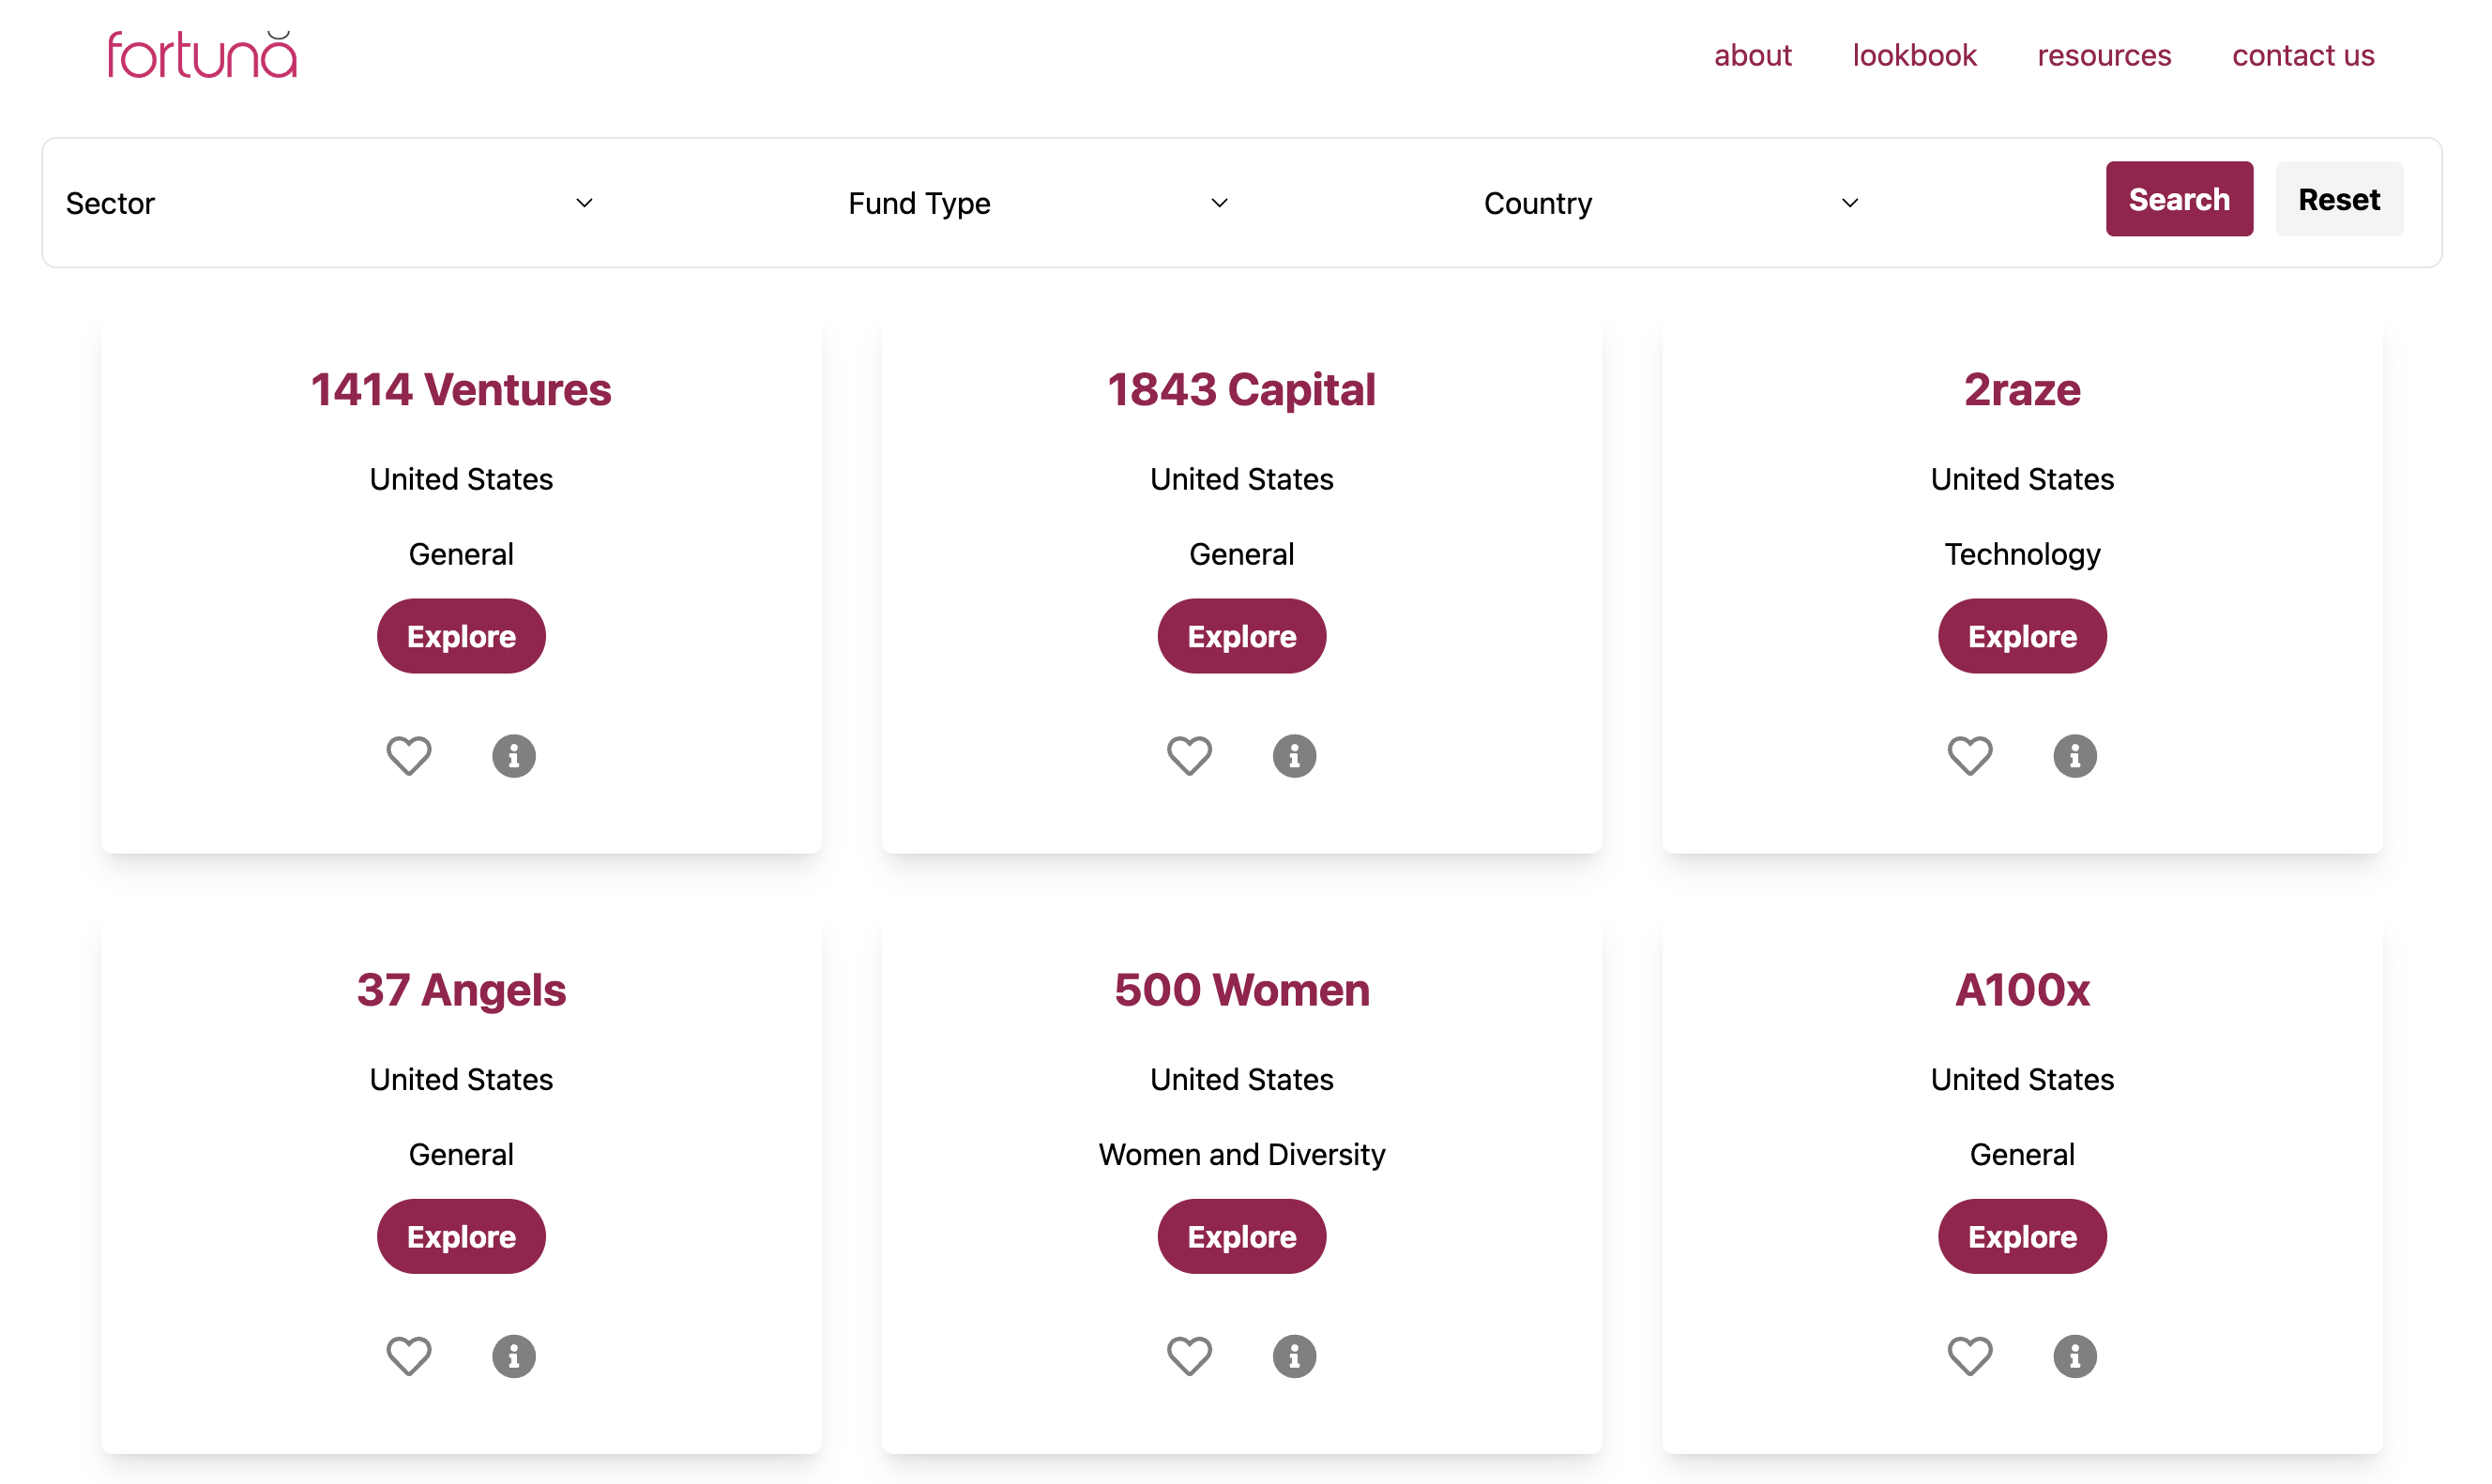 fortuna
about lookbook resources contact us
Sector Fund Type Country Search Reset
1414 Ventures
United States
General
Explore
1843 Capital
United States
General
Explore
2raze
United States
Technology
Explore
37 Angels
United States
General
Explore
500 Women
United States
Women and Diversity
Explore
A100x
United States
General
Explore